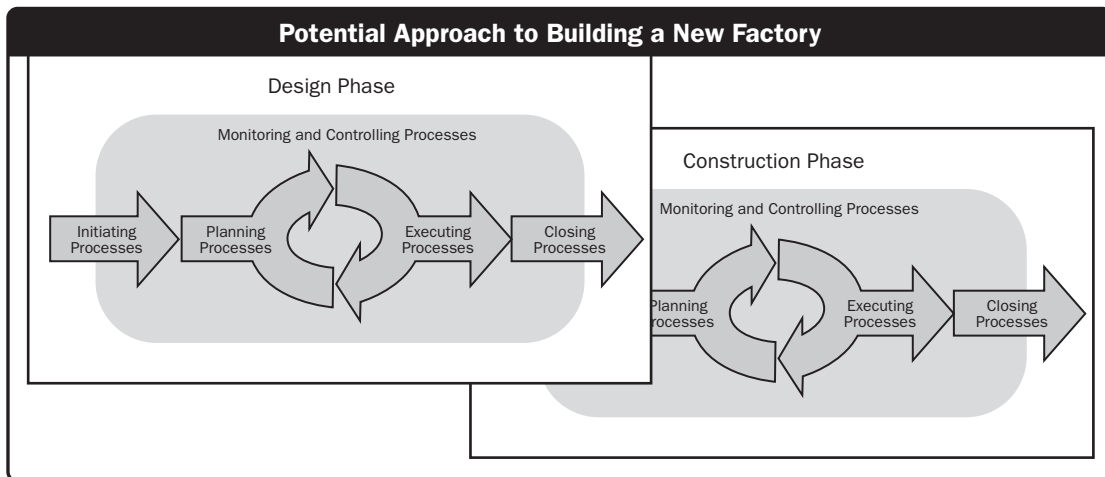 Potential Approach to Building a New Factory
Design Phase
Monitoring and Controlling Processes
Initiating
Processes
Planning
Processes
Executing
Processes
Closing
Processes
Construction Phase
Monitoring and Controlling Processes
Planning
rocesses
Executing
Processes
Closing
Processes